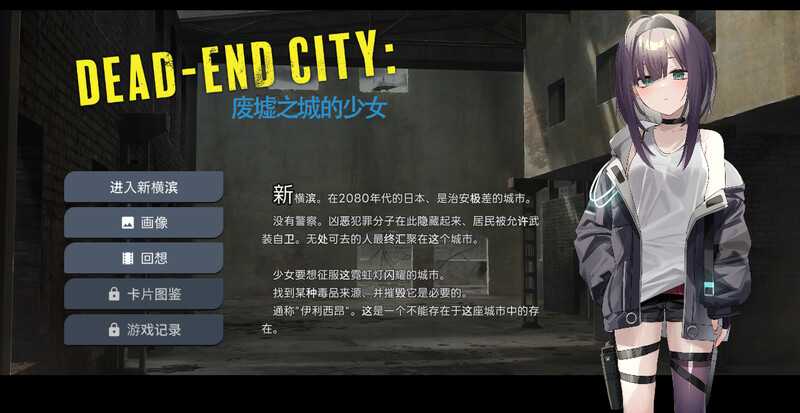 DEAD-END CITY:
废墟之城的少女
进入新横滨
画像
回想
卡片图鉴
游戏记录
新横滨。在2080年代的日本、是治安极差的城市。
没有警察。凶恶犯罪分子在此隐藏起来、居民被允许武
装自卫。无处可去的人最终汇聚在这个城市。
少女要想征服这霓虹灯闪耀的城市。
找到某种毒品来源、并摧毁它是必要的。
通称"伊利西昂"。这是一个不能存在于这座城市中的存
在。